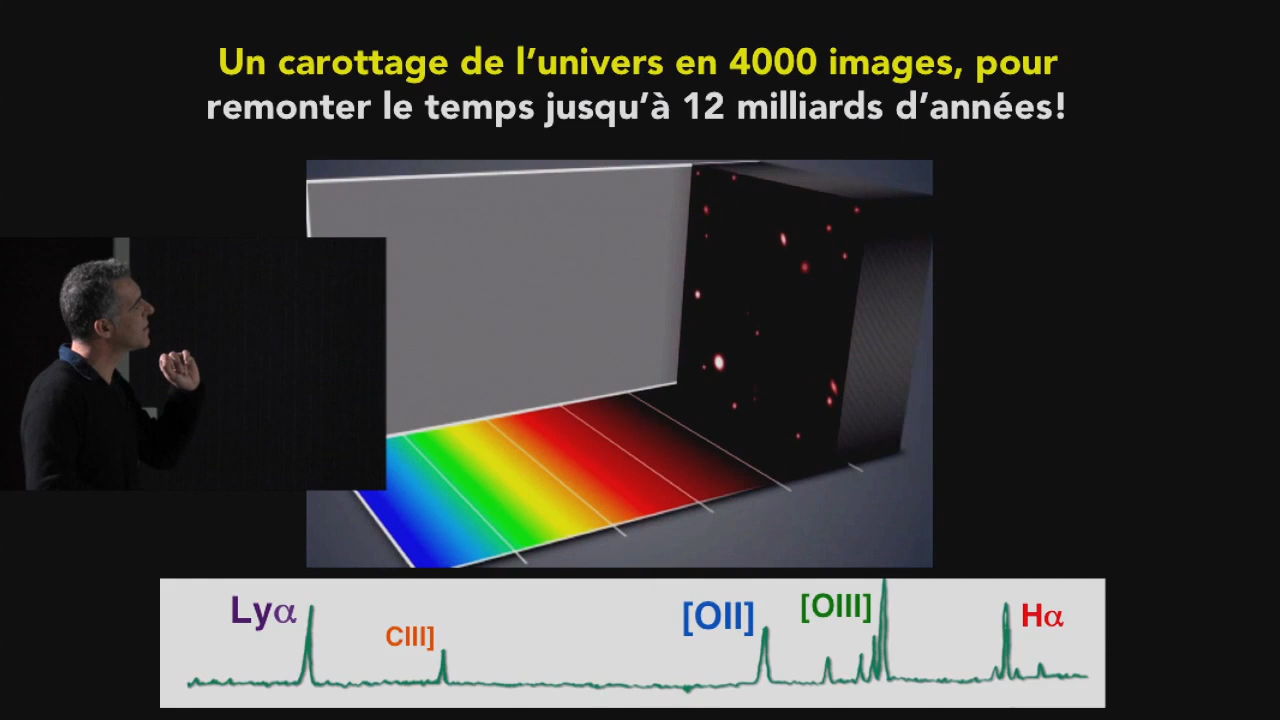 Un carottage de l’univers en 4000 images, pour
remonter le temps jusqu’à 12 milliards d’années!
Lyα
CIII]
[OII]
[OIII]
Hα